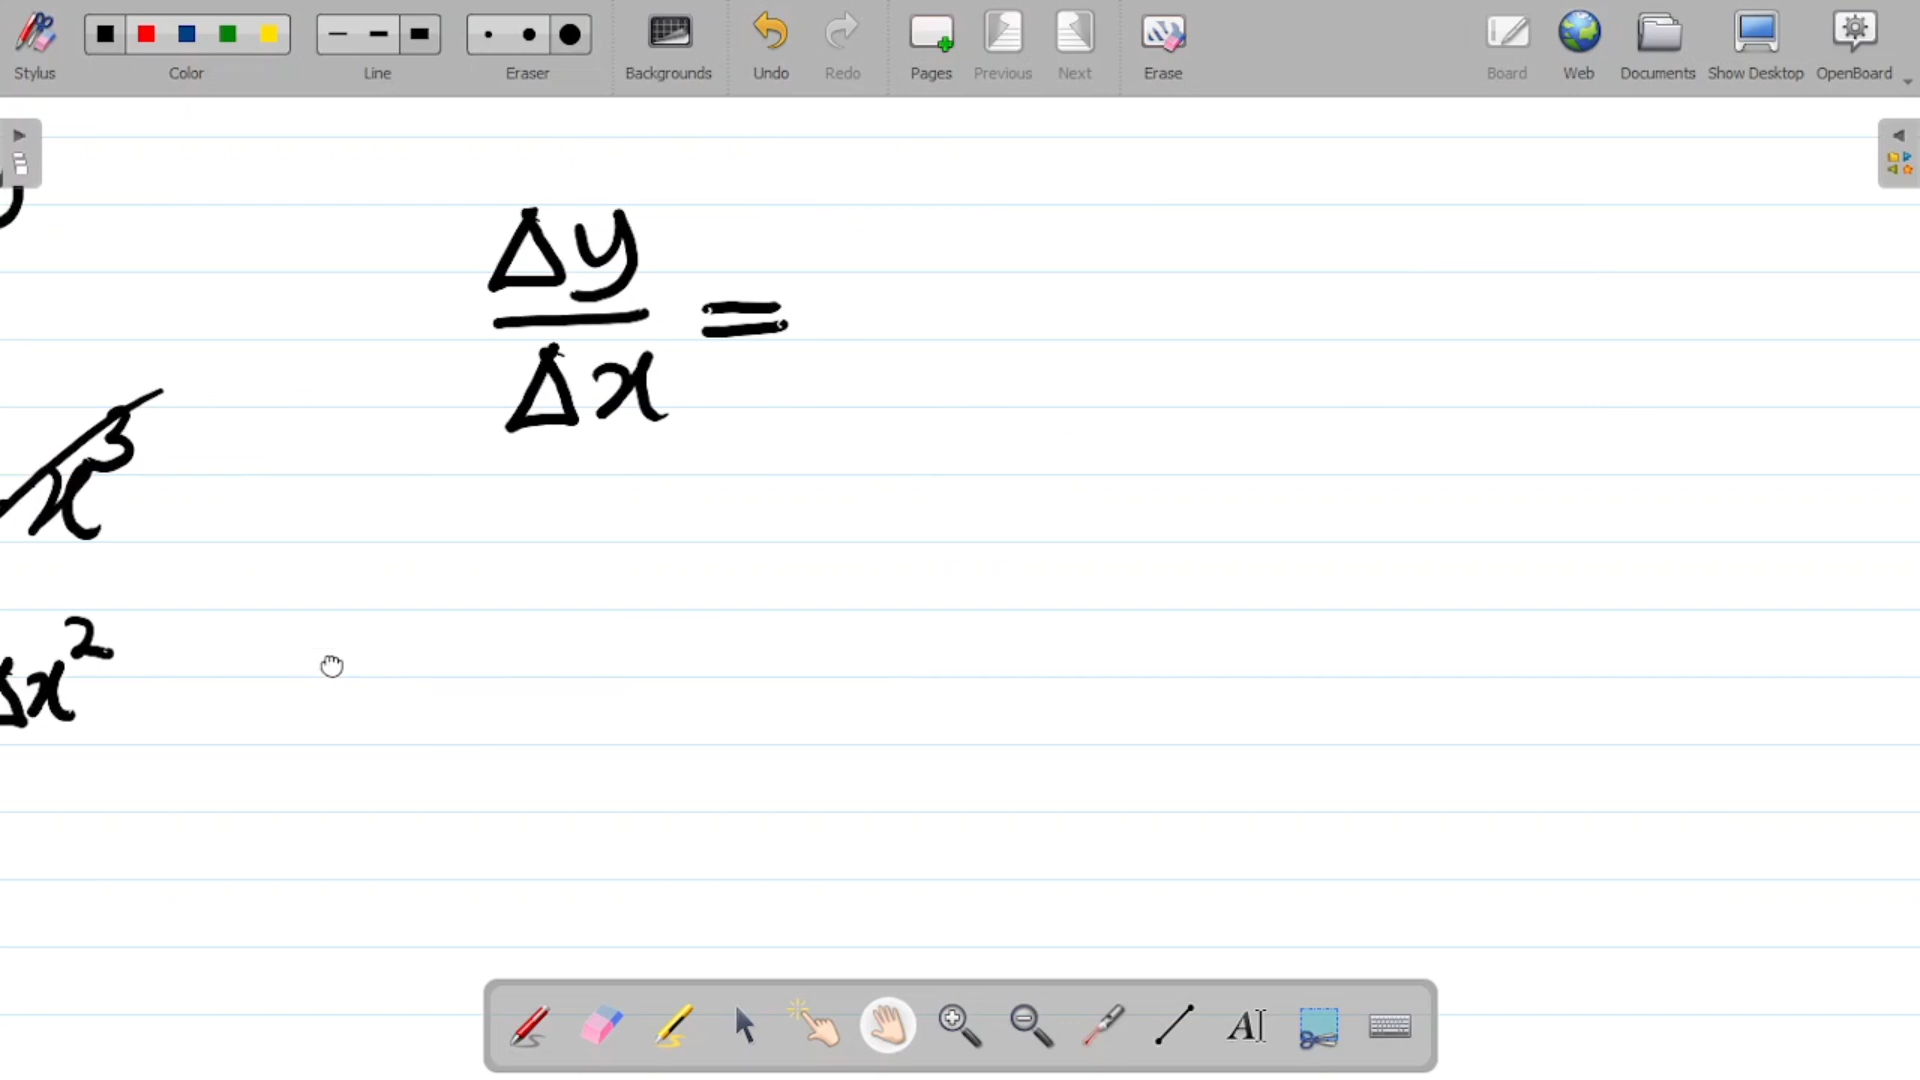 Stylus Color Line Eraser Backgrounds Undo Redo Pages Previous Next Erase Board Web Documents Show Desktop OpenBoard
Δy
=
Δx
x³
Δx²